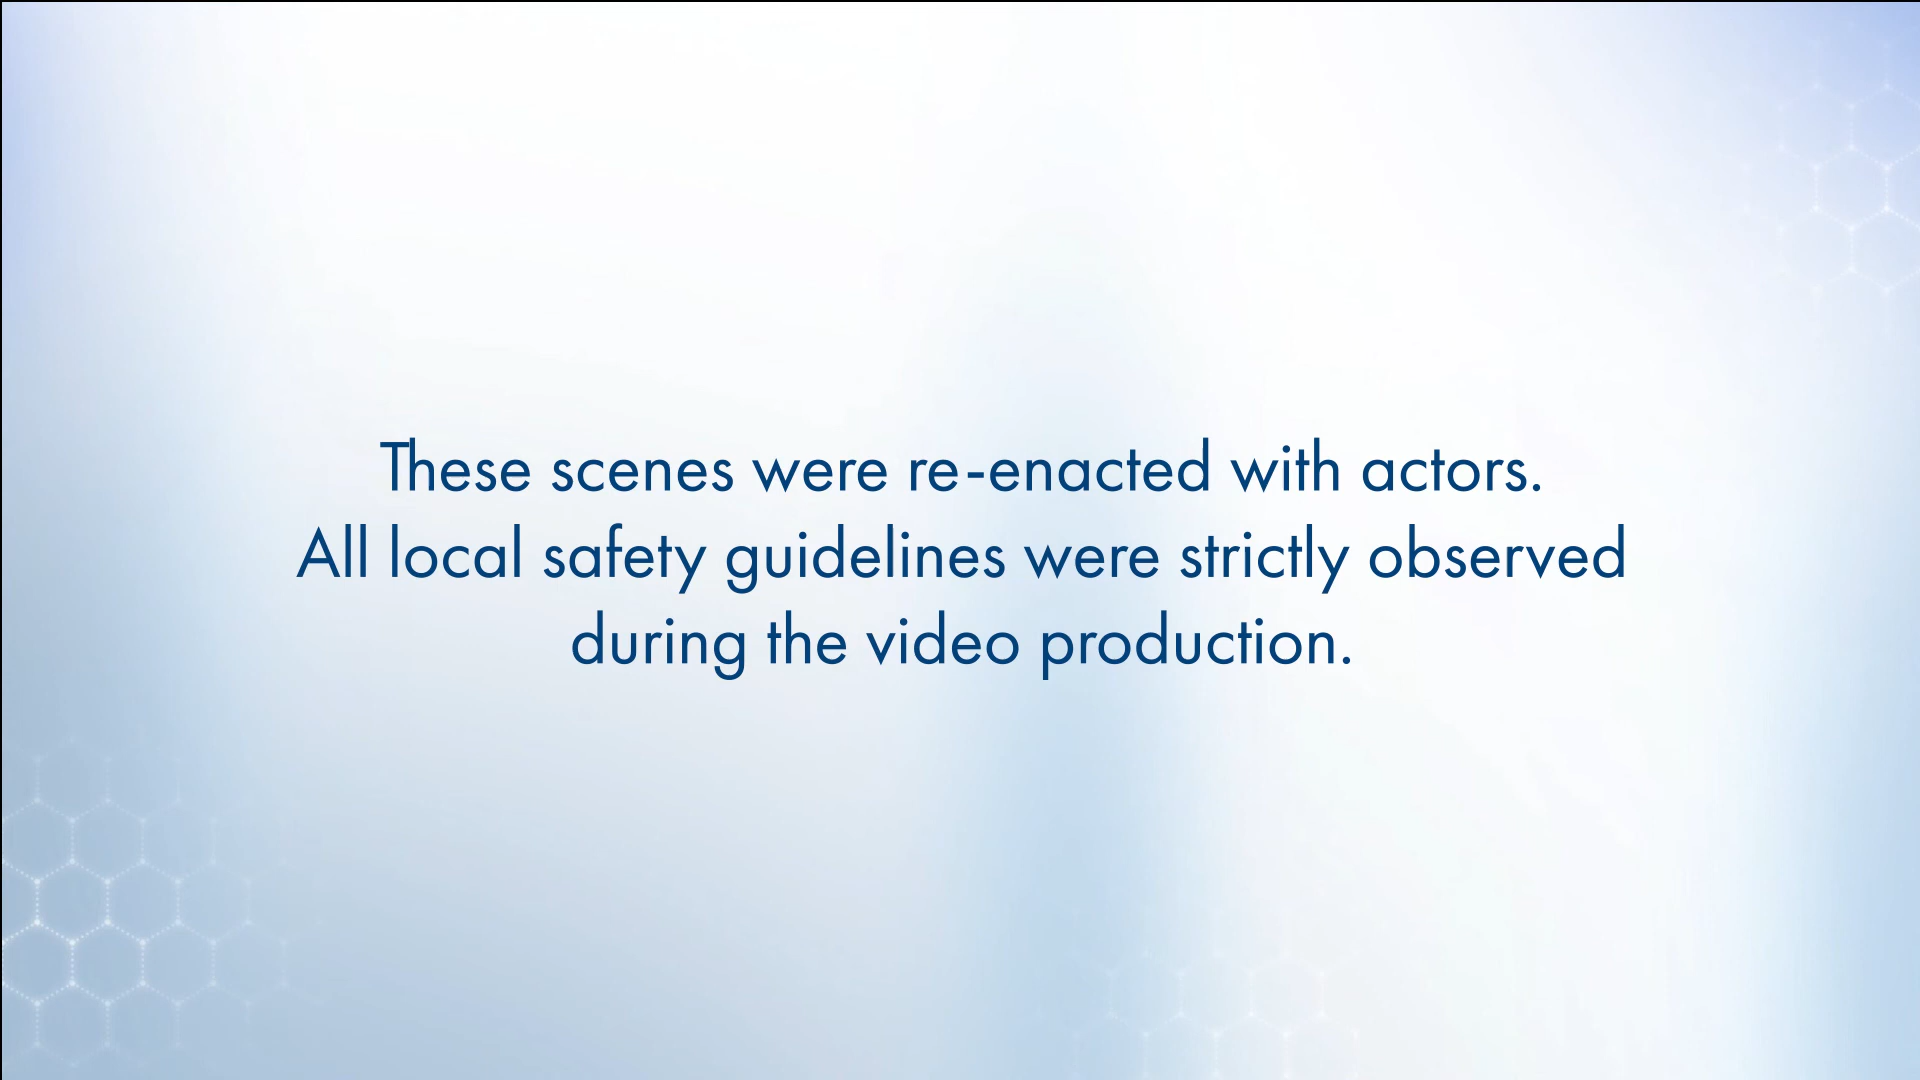 These scenes were re-enacted with actors.
All local safety guidelines were strictly observed
during the video production.